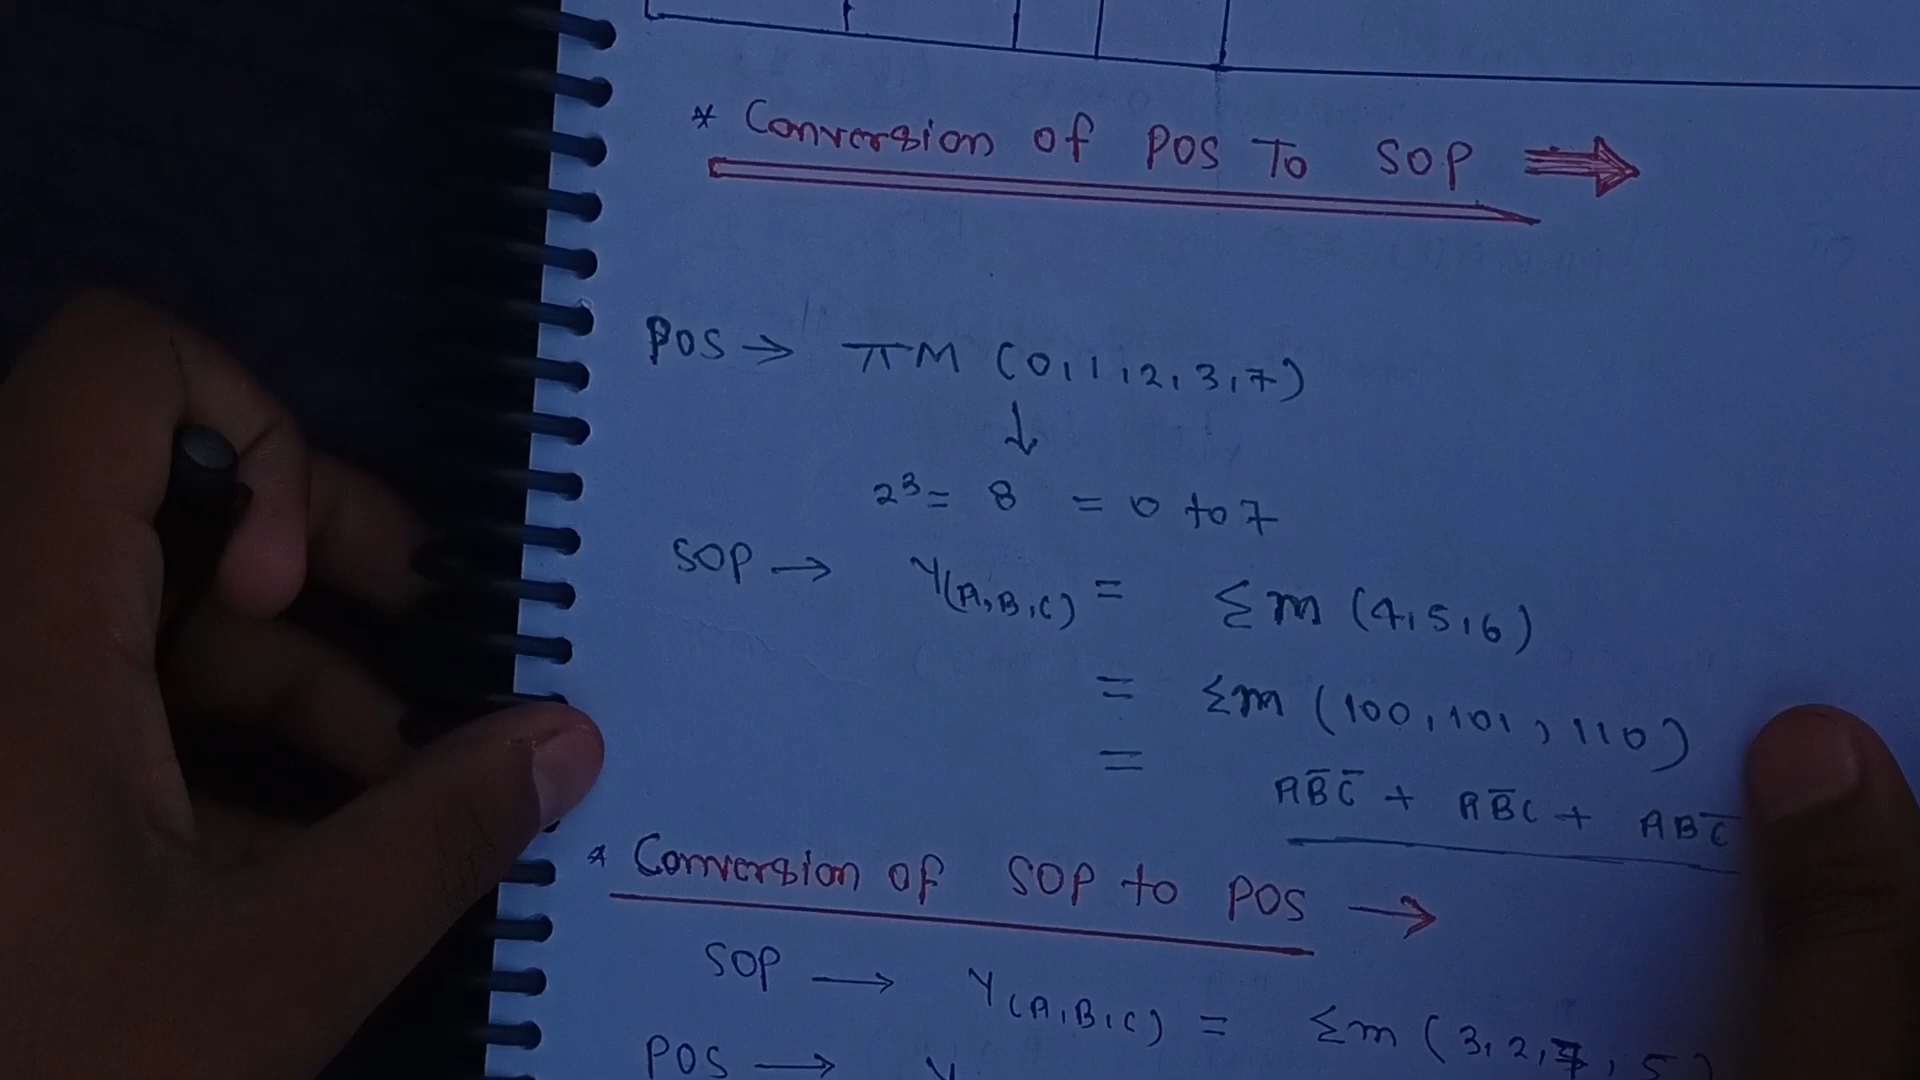 * Conversion of POS To SOP ⇒
POS → πM (0,1,2,3,7)
↓
2³ = 8 = 0 to 7
SOP → Y(A,B,C) = Σm (4,5,6)
= Σm (100, 101, 110)
= AB̅C̅ + AB̅C + ABC̅
* Conversion of SOP to POS →
SOP → Y(A,B,C) = Σm (3,2, , 5)
POS → Y